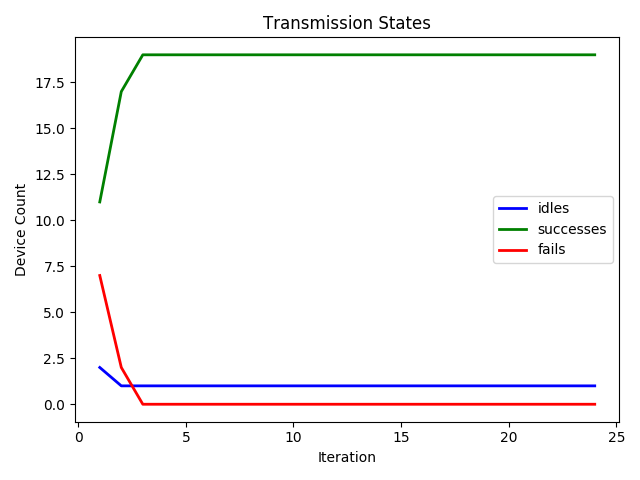 Transmission States
Device Count
17.5
15.0
12.5
10.0
7.5
5.0
2.5
0.0
idles
successes
fails
0 5 10 15 20 25
Iteration